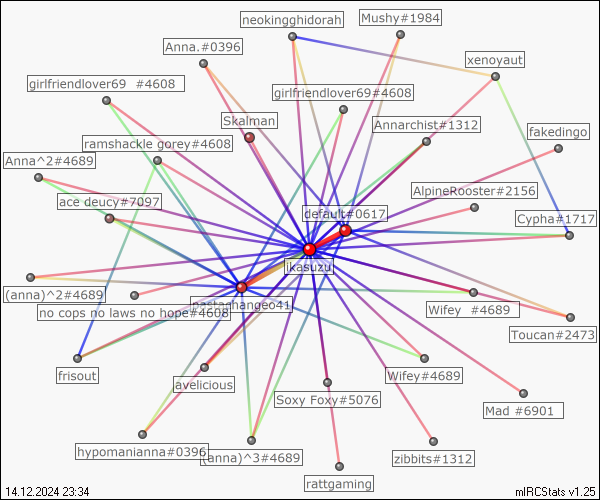 neokingghidorah
Mushy#1984
Anna.#0396
xenoyaut
girlfriendlover69 #4608
girlfriendlover69#4608
Skalman
Annarchist#1312
fakedingo
ramshackle gorey#4608
Anna^2#4689
AlpineRooster#2156
ace deucy#7097
default#0617
Cypha#1717
ikasuzu
(anna)^2#4689
no cops no laws no hope#4608
Wifey #4689
Toucan#2473
frisout
avelicious
Wifey#4689
Soxy Foxy#5076
Mad #6901
hypomanianna#0396
(anna)^3#4689
zibbits#1312
rattgaming
14.12.2024 23:34
mIRCStats v1.25